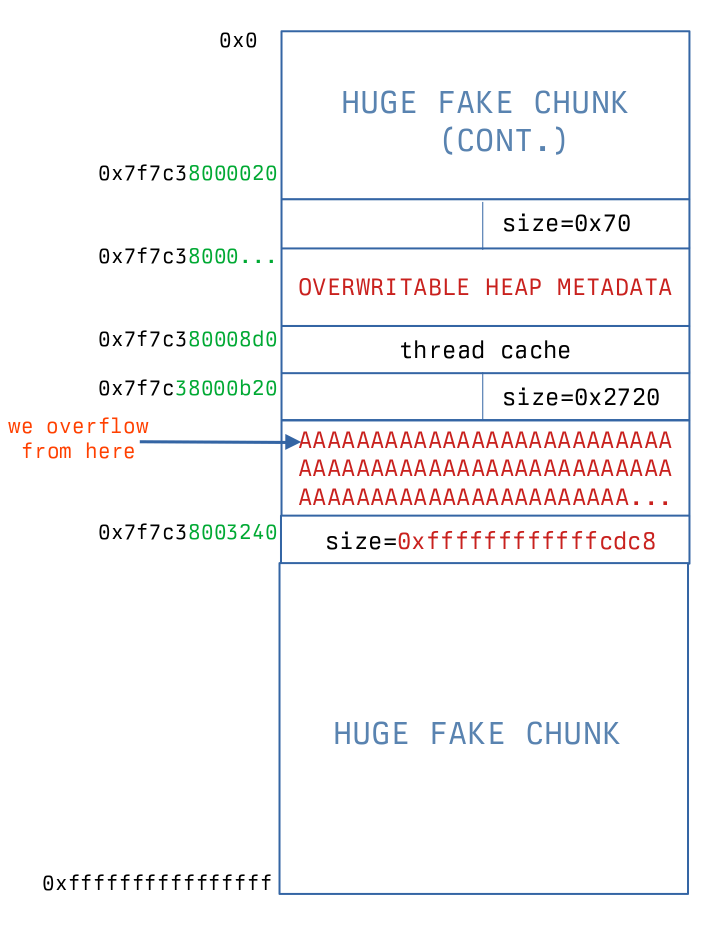 0x0
HUGE FAKE CHUNK
(CONT.)
0x7f7c38000020
size=0x70
0x7f7c38000...
OVERWRITABLE HEAP METADATA
0x7f7c380008d0
thread cache
0x7f7c38000b20
size=0x2720
we overflow
from here
AAAAAAAAAAAAAAAAAAAAAAAAAA
AAAAAAAAAAAAAAAAAAAAAAAAAA
AAAAAAAAAAAAAAAAAAAAAAA...
0x7f7c38003240
size=0xffffffffffffcdc8
HUGE FAKE CHUNK
0xffffffffffffffff